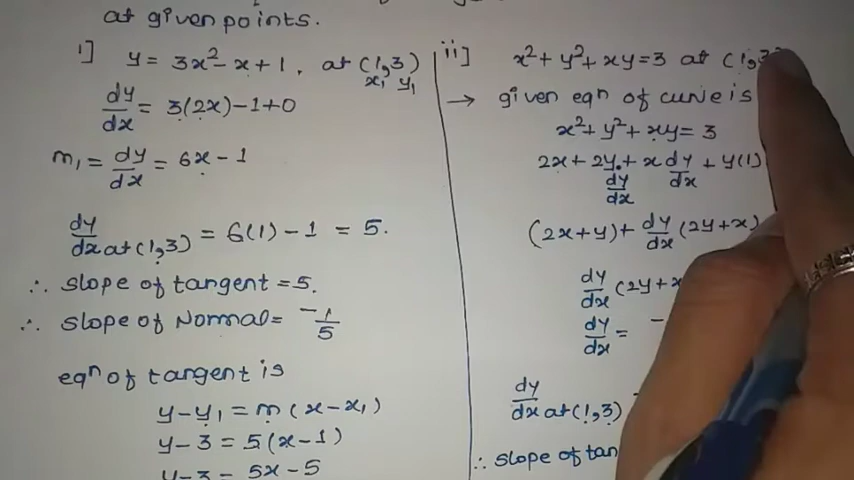 at given points.
i] y = 3x² - x + 1, at (1,3)
x₁ y₁
dy/dx = 3(2x) - 1 + 0
m₁ = dy/dx = 6x - 1
dy/dx at (1,3) = 6(1) - 1 = 5.
∴ slope of tangent = 5.
∴ slope of Normal = -1/5
eqⁿ of tangent is
y - y₁ = m (x - x₁)
y - 3 = 5(x - 1)
y - 3 = 5x - 5
ii] x² + y² + xy = 3 at (1,3
→ given eqⁿ of curve is
x² + y² + xy = 3
2x + 2y. dy/dx + x dy/dx + y(1)
(2x + y) + dy/dx (2y + x)
dy/dx (2y + x
dy/dx = -
dy/dx at (1,3)
∴ slope of tan